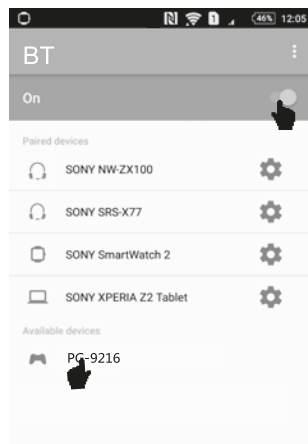 46% 12:05
BT
On
Paired devices
SONY NW-ZX100
SONY SRS-X77
SONY SmartWatch 2
SONY XPERIA Z2 Tablet
Available devices
PG-9216